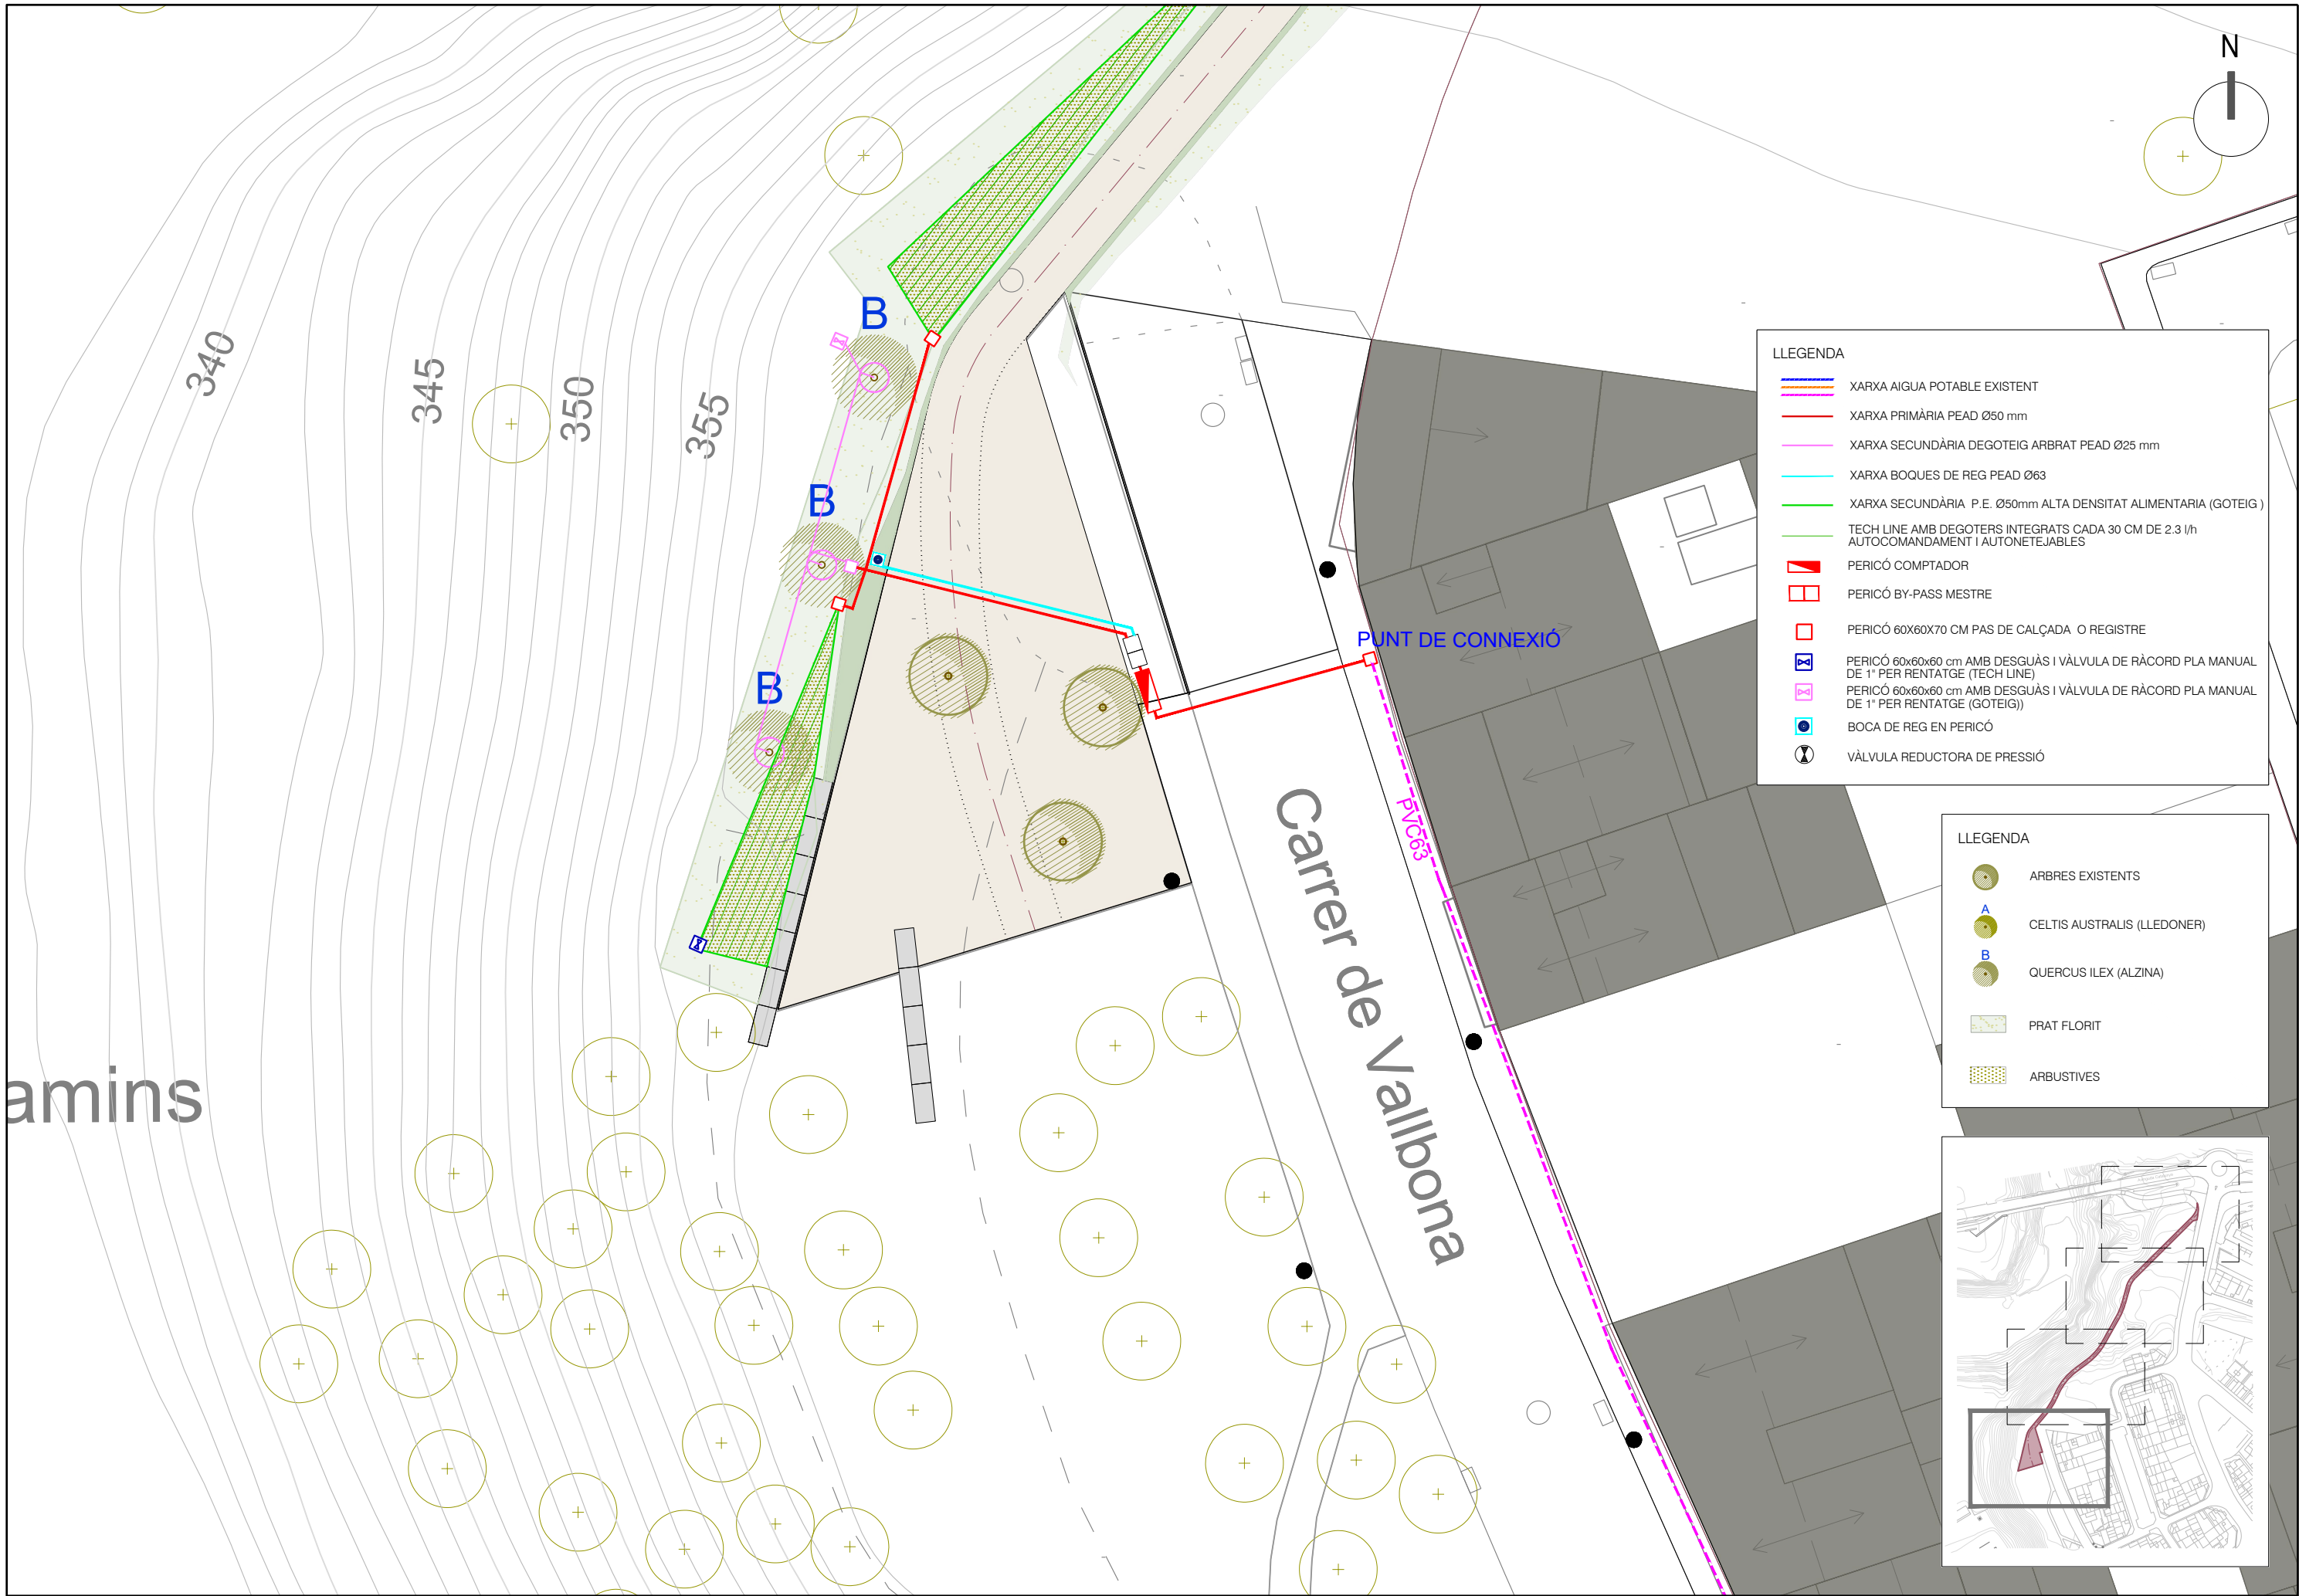 N
340
345
350
355
B
B
B
PUNT DE CONNEXIÓ
PVC63
Carrer de Vallbona
amins
LLEGENDA
XARXA AIGUA POTABLE EXISTENT
XARXA PRIMÀRIA PEAD Ø50 mm
XARXA SECUNDÀRIA DEGOTEIG ARBRAT PEAD Ø25 mm
XARXA BOQUES DE REG PEAD Ø63
XARXA SECUNDÀRIA P.E. Ø50mm ALTA DENSITAT ALIMENTARIA (GOTEIG )
TECH LINE AMB DEGOTERS INTEGRATS CADA 30 CM DE 2.3 l/h
AUTOCOMANDAMENT I AUTONETEJABLES
PERICÓ COMPTADOR
PERICÓ BY-PASS MESTRE
PERICÓ 60X60X70 CM PAS DE CALÇADA O REGISTRE
PERICÓ 60x60x60 cm AMB DESGUÀS I VÀLVULA DE RÀCORD PLA MANUAL
DE 1" PER RENTATGE (TECH LINE)
PERICÓ 60x60x60 cm AMB DESGUÀS I VÀLVULA DE RÀCORD PLA MANUAL
DE 1" PER RENTATGE (GOTEIG))
BOCA DE REG EN PERICÓ
VÀLVULA REDUCTORA DE PRESSIÓ
LLEGENDA
ARBRES EXISTENTS
A
CELTIS AUSTRALIS (LLEDONER)
B
QUERCUS ILEX (ALZINA)
PRAT FLORIT
ARBUSTIVES